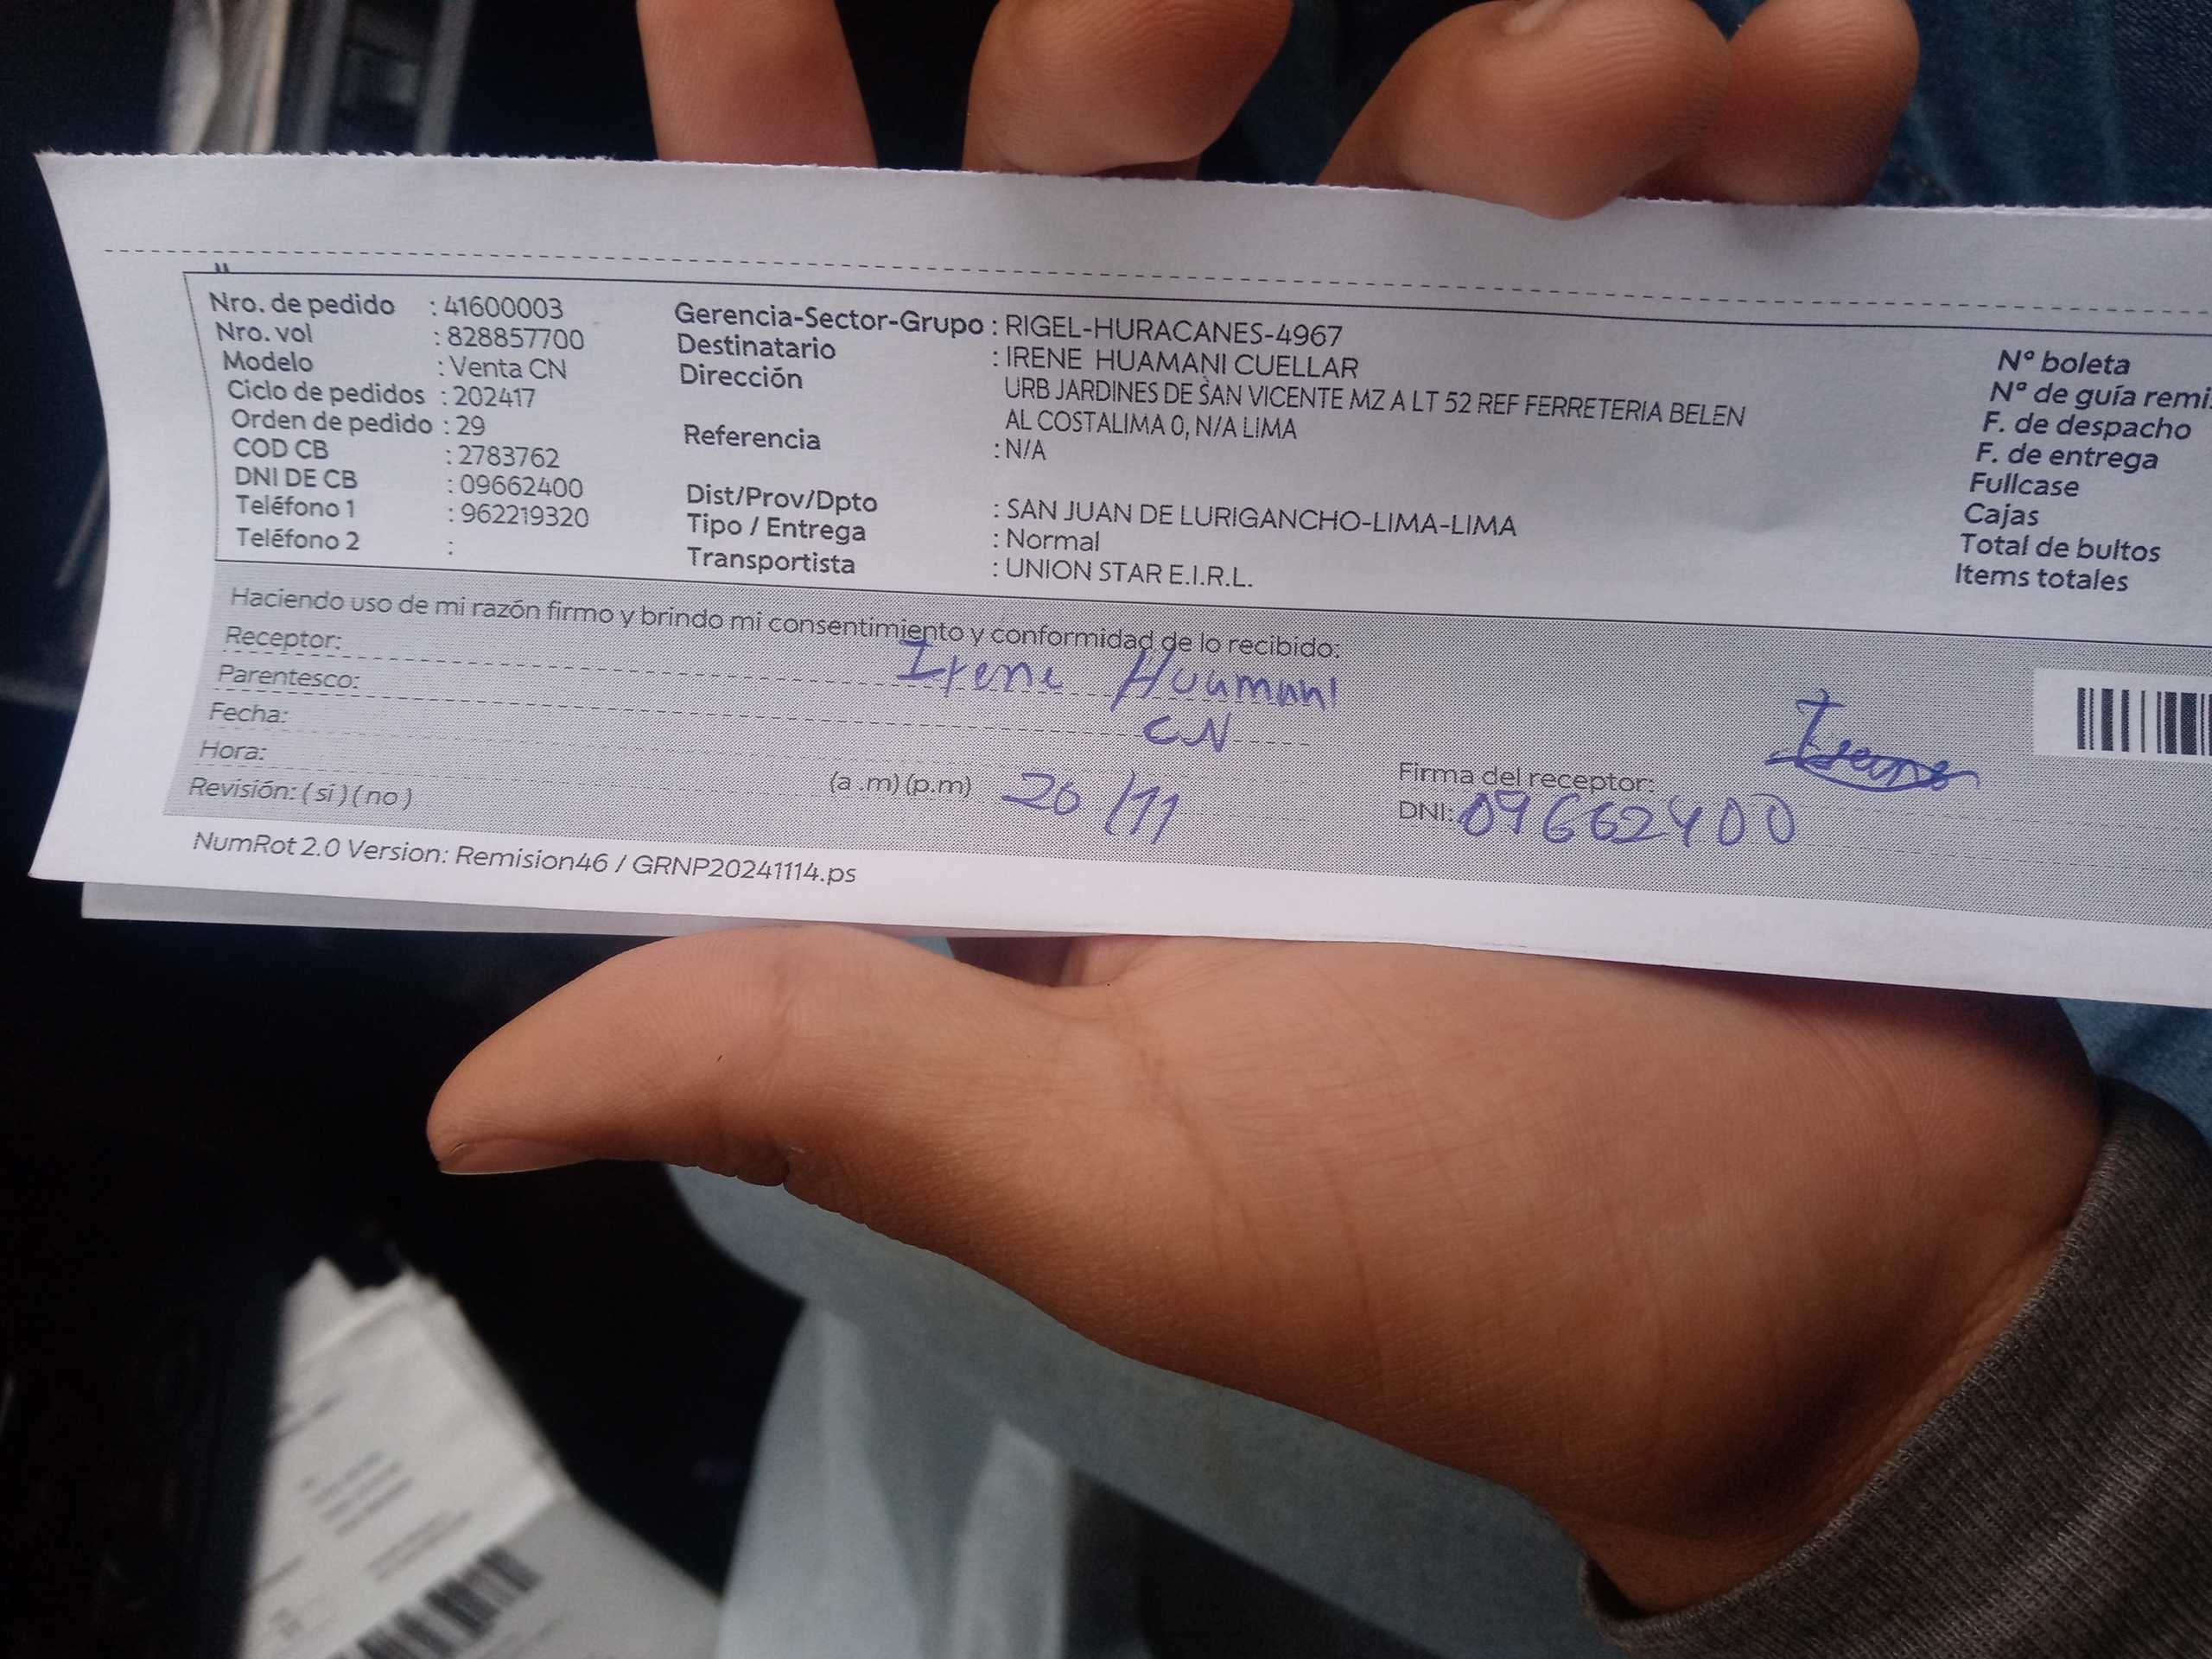 Nro. de pedido : 41600003
Nro. vol : 828857700
Modelo : Venta CN
Ciclo de pedidos : 202417
Orden de pedido : 29
COD CB : 2783762
DNI DE CB : 09662400
Teléfono 1 : 962219320
Teléfono 2 :
Gerencia-Sector-Grupo : RIGEL-HURACANES-4967
Destinatario : IRENE HUAMANI CUELLAR
Dirección URB JARDINES DE SAN VICENTE MZ A LT 52 REF FERRETERIA BELEN
AL COSTALIMA 0, N/A LIMA
Referencia : N/A
Dist/Prov/Dpto : SAN JUAN DE LURIGANCHO-LIMA-LIMA
Tipo / Entrega : Normal
Transportista : UNION STAR E.I.R.L.
N° boleta
N° de guía remi
F. de despacho
F. de entrega
Fullcase
Cajas
Total de bultos
Items totales
Haciendo uso de mi razón firmo y brindo mi consentimiento y conformidad de lo recibido:
Receptor: Irene Huamani
Parentesco: CN
Fecha:
Hora: (a .m) (p.m) 20/11
Revisión: ( si ) ( no )
Irene
Firma del receptor:
DNI: 09662400
NumRot 2.0 Version: Remision46 / GRNP20241114.ps